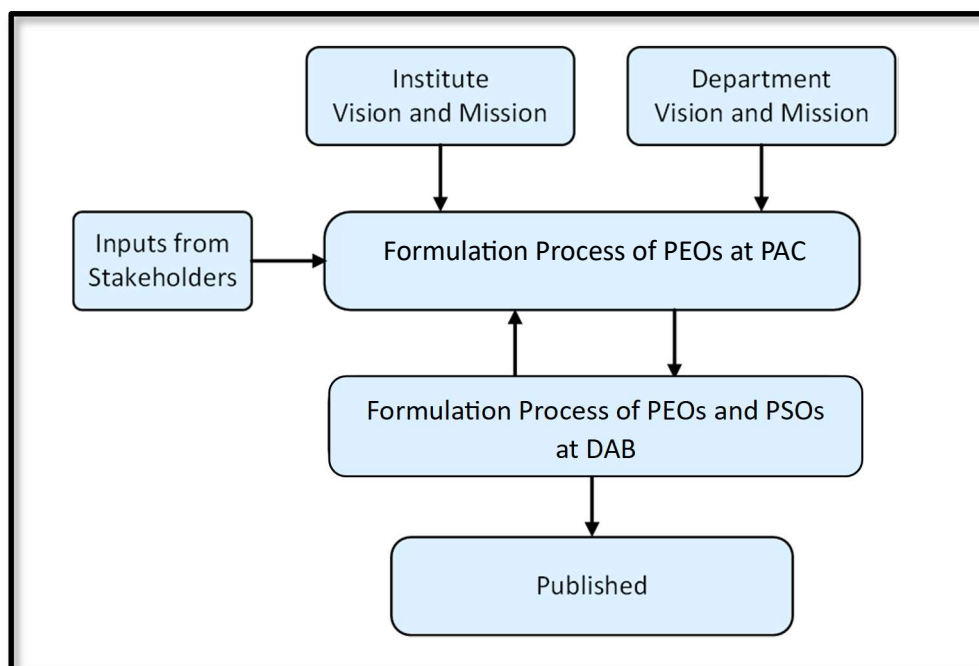 Institute
Vision and Mission
Department
Vision and Mission
Inputs from
Stakeholders
Formulation Process of PEOs at PAC
Formulation Process of PEOs and PSOs
at DAB
Published